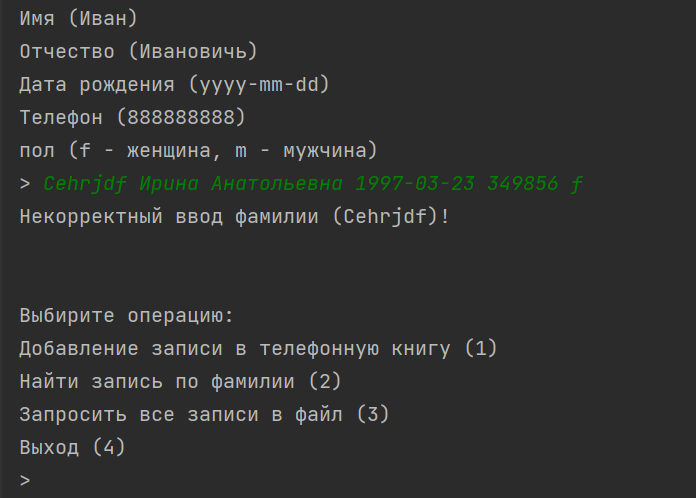 Имя (Иван)
Отчество (Ивановичь)
Дата рождения (yyyy-mm-dd)
Телефон (888888888)
пол (f - женщина, m - мужчина)
> Cehrjdf Ирина Анатольевна 1997-03-23 349856 f
Некорректный ввод фамилии (Cehrjdf)!
Выбирите операцию:
Добавление записи в телефонную книгу (1)
Найти запись по фамилии (2)
Запросить все записи в файл (3)
Выход (4)
>